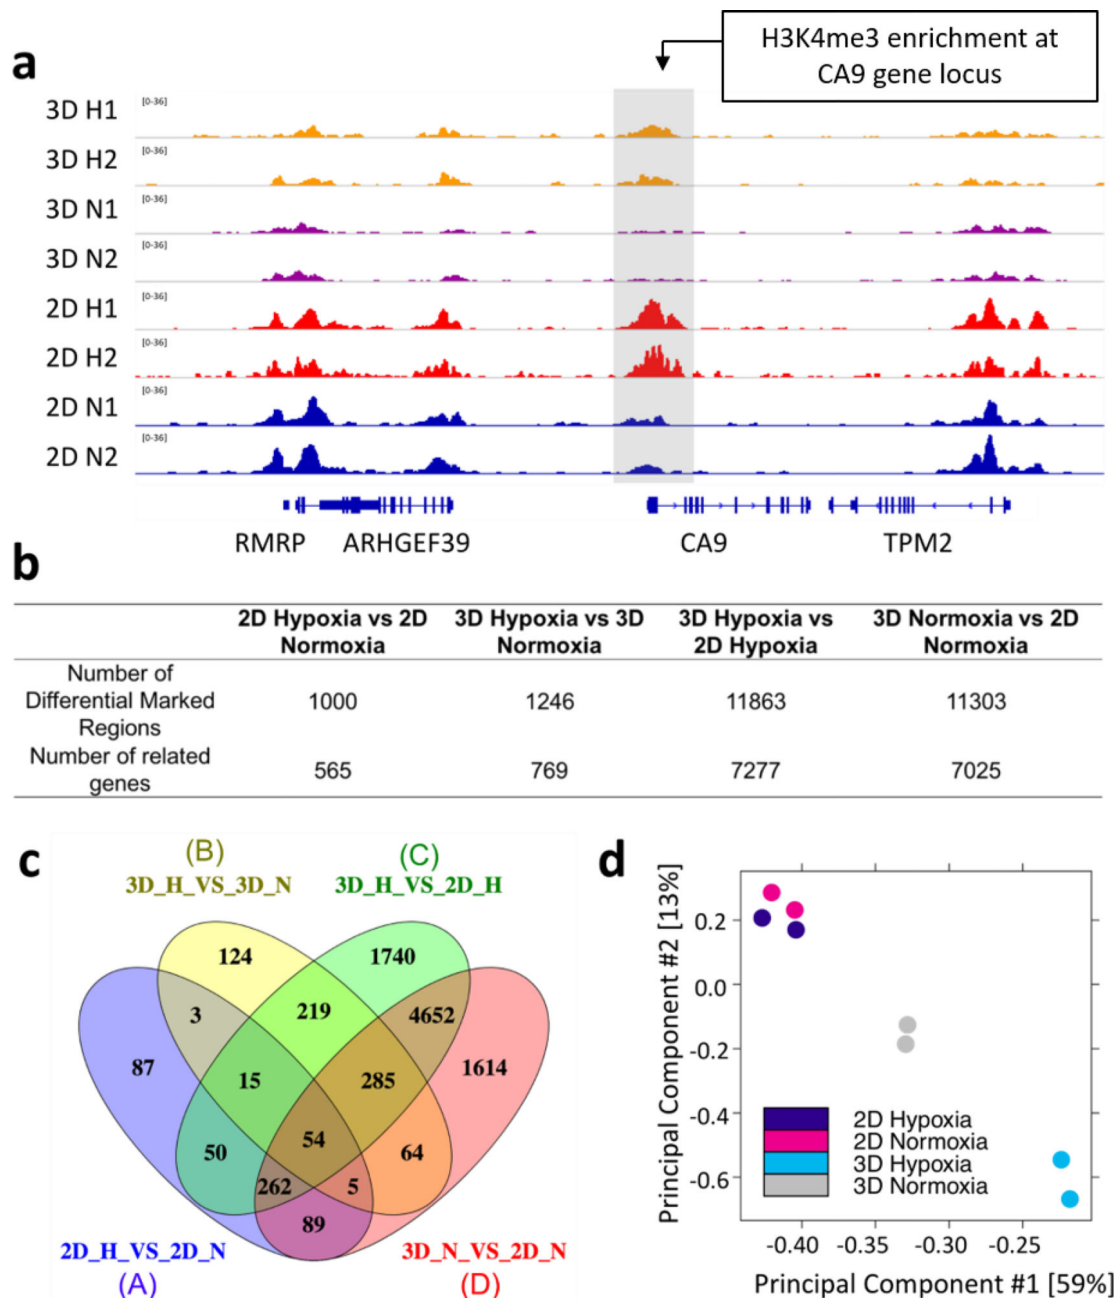 H3K4me3 enrichment at
CA9 gene locus
a
3D H1
[0-36]
3D H2
[0-36]
3D N1
[0-36]
3D N2
[0-36]
2D H1
[0-36]
2D H2
[0-36]
2D N1
[0-36]
2D N2
[0-36]
RMRP ARHGEF39 CA9 TPM2
b
2D Hypoxia vs 2D Normoxia
3D Hypoxia vs 3D Normoxia
3D Hypoxia vs 2D Hypoxia
3D Normoxia vs 2D Normoxia
Number of
Differential Marked
Regions
1000 1246 11863 11303
Number of related
genes
565 769 7277 7025
c
(B)
3D_H_VS_3D_N
(C)
3D_H_VS_2D_H
124 1740
3 219 4652
87 15 285 1614
50 54 64
262 5
89
2D_H_VS_2D_N
(A)
3D_N_VS_2D_N
(D)
d
Principal Component #2 [13%]
0.2
0.0
-0.2
-0.4
-0.6
2D Hypoxia
2D Normoxia
3D Hypoxia
3D Normoxia
-0.40 -0.35 -0.30 -0.25
Principal Component #1 [59%]